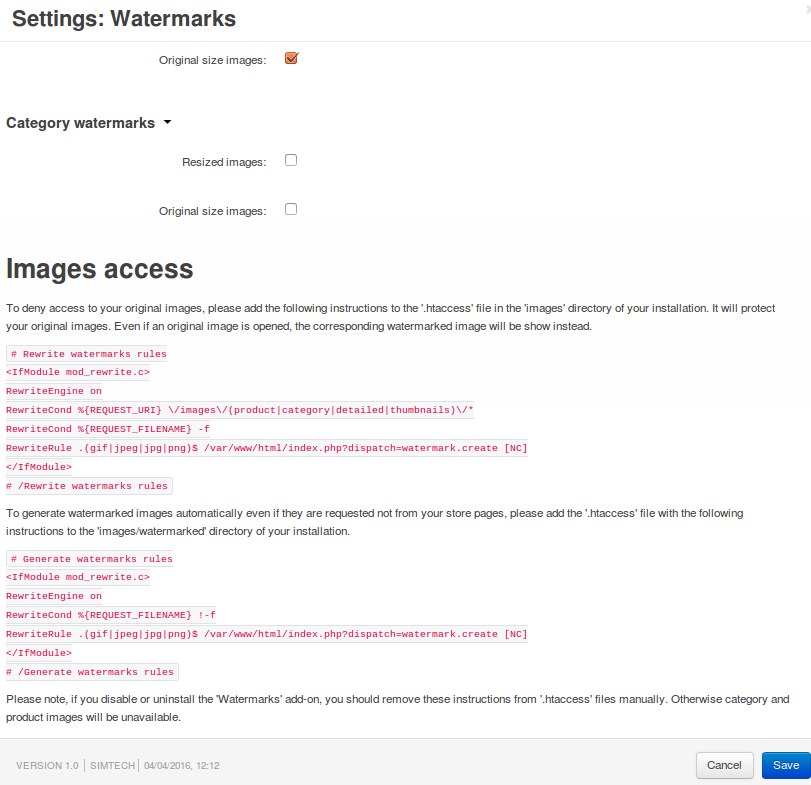 Settings: Watermarks
Original size images:
Category watermarks
Resized images:
Original size images:
Images access
To deny access to your original images, please add the following instructions to the '.htaccess' file in the 'images' directory of your installation. It will protect
your original images. Even if an original image is opened, the corresponding watermarked image will be show instead.
# Rewrite watermarks rules
<IfModule mod_rewrite.c>
RewriteEngine on
RewriteCond %{REQUEST_URI} \/images\/(product|category|detailed|thumbnails)\/*
RewriteCond %{REQUEST_FILENAME} -f
RewriteRule .(gif|jpeg|jpg|png)$ /var/www/html/index.php?dispatch=watermark.create [NC]
</IfModule>
# /Rewrite watermarks rules
To generate watermarked images automatically even if they are requested not from your store pages, please add the '.htaccess' file with the following
instructions to the 'images/watermarked' directory of your installation.
# Generate watermarks rules
<IfModule mod_rewrite.c>
RewriteEngine on
RewriteCond %{REQUEST_FILENAME} !-f
RewriteRule .(gif|jpeg|jpg|png)$ /var/www/html/index.php?dispatch=watermark.create [NC]
</IfModule>
# /Generate watermarks rules
Please note, if you disable or uninstall the 'Watermarks' add-on, you should remove these instructions from '.htaccess' files manually. Otherwise category and
product images will be unavailable.
VERSION 1.0 | SIMTECH | 04/04/2016, 12:12
Cancel
Save